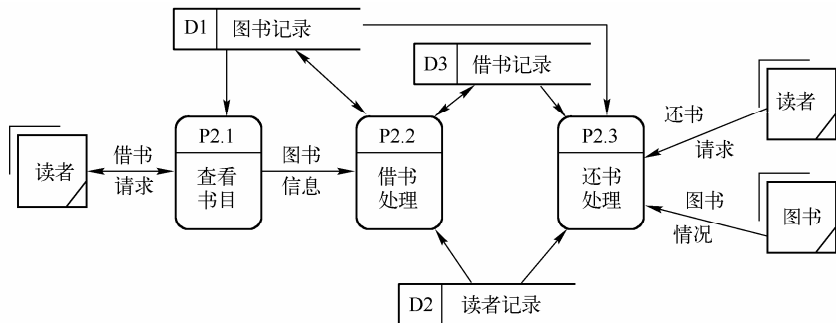 D1 图书记录
D3 借书记录
读者
借书
请求
P2.1
查看
书目
图书
信息
P2.2
借书
处理
P2.3
还书
处理
还书
请求
读者
图书
情况
图书
D2 读者记录